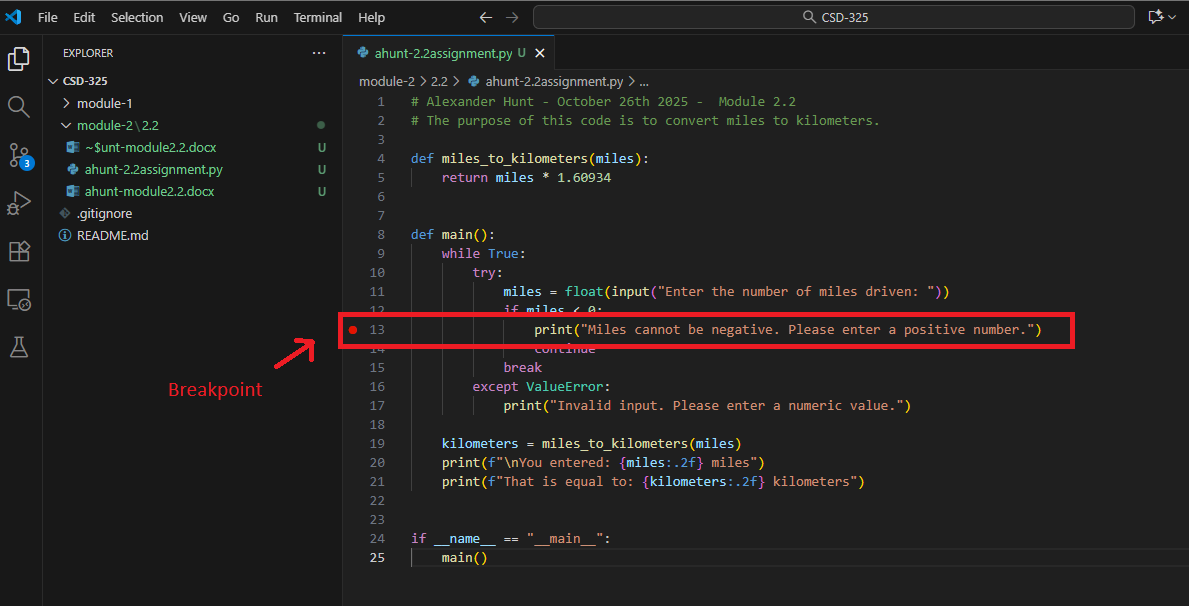 File Edit Selection View Go Run Terminal Help
CSD-325
EXPLORER
CSD-325
module-1
module-2\2.2
~$unt-module2.2.docx U
ahunt-2.2assignment.py U
ahunt-module2.2.docx U
.gitignore
README.md
3
ahunt-2.2assignment.py U
module-2 > 2.2 > ahunt-2.2assignment.py > ...
1 # Alexander Hunt - October 26th 2025 -  Module 2.2
2 # The purpose of this code is to convert miles to kilometers.
3
4 def miles_to_kilometers(miles):
5     return miles * 1.60934
6
7
8 def main():
9     while True:
10         try:
11             miles = float(input("Enter the number of miles driven: "))
12             if miles < 0:
13                 print("Miles cannot be negative. Please enter a positive number.")
14                 continue
15             break
16         except ValueError:
17             print("Invalid input. Please enter a numeric value.")
18
19     kilometers = miles_to_kilometers(miles)
20     print(f"\nYou entered: {miles:.2f} miles")
21     print(f"That is equal to: {kilometers:.2f} kilometers")
22
23
24 if __name__ == "__main__":
25     main()
Breakpoint